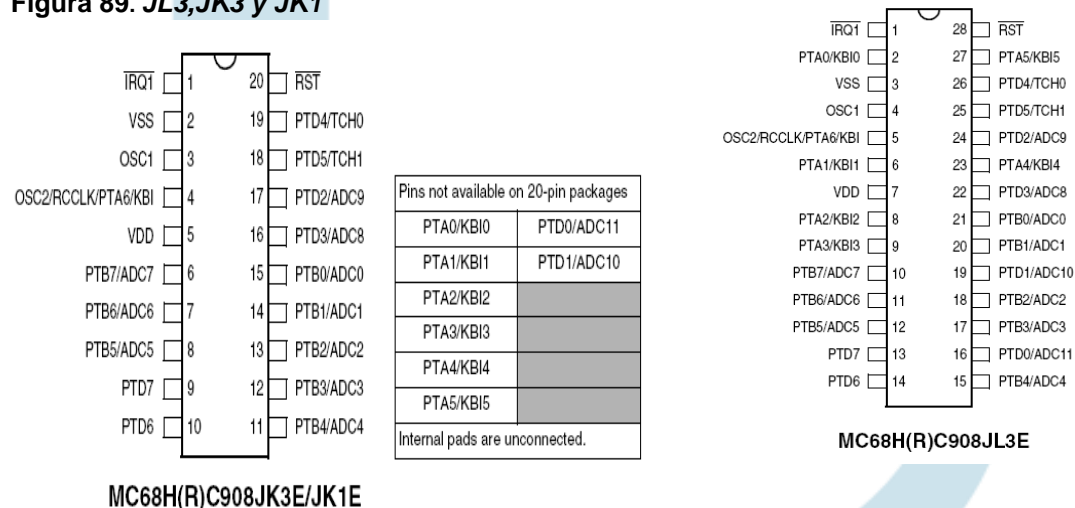 Figura 89. JL3,JK3 y JK1
IRQ1 1 20 RST
VSS 2 19 PTD4/TCH0
OSC1 3 18 PTD5/TCH1
OSC2/RCCLK/PTA6/KBI 4 17 PTD2/ADC9
VDD 5 16 PTD3/ADC8
PTB7/ADC7 6 15 PTB0/ADC0
PTB6/ADC6 7 14 PTB1/ADC1
PTB5/ADC5 8 13 PTB2/ADC2
PTD7 9 12 PTB3/ADC3
PTD6 10 11 PTB4/ADC4
MC68H(R)C908JK3E/JK1E
Pins not available on 20-pin packages
PTA0/KBI0 PTD0/ADC11
PTA1/KBI1 PTD1/ADC10
PTA2/KBI2
PTA3/KBI3
PTA4/KBI4
PTA5/KBI5
Internal pads are unconnected.
IRQ1 1 28 RST
PTA0/KBI0 2 27 PTA5/KBI5
VSS 3 26 PTD4/TCH0
OSC1 4 25 PTD5/TCH1
OSC2/RCCLK/PTA6/KBI 5 24 PTD2/ADC9
PTA1/KBI1 6 23 PTA4/KBI4
VDD 7 22 PTD3/ADC8
PTA2/KBI2 8 21 PTB0/ADC0
PTA3/KBI3 9 20 PTB1/ADC1
PTB7/ADC7 10 19 PTD1/ADC10
PTB6/ADC6 11 18 PTB2/ADC2
PTB5/ADC5 12 17 PTB3/ADC3
PTD7 13 16 PTD0/ADC11
PTD6 14 15 PTB4/ADC4
MC68H(R)C908JL3E